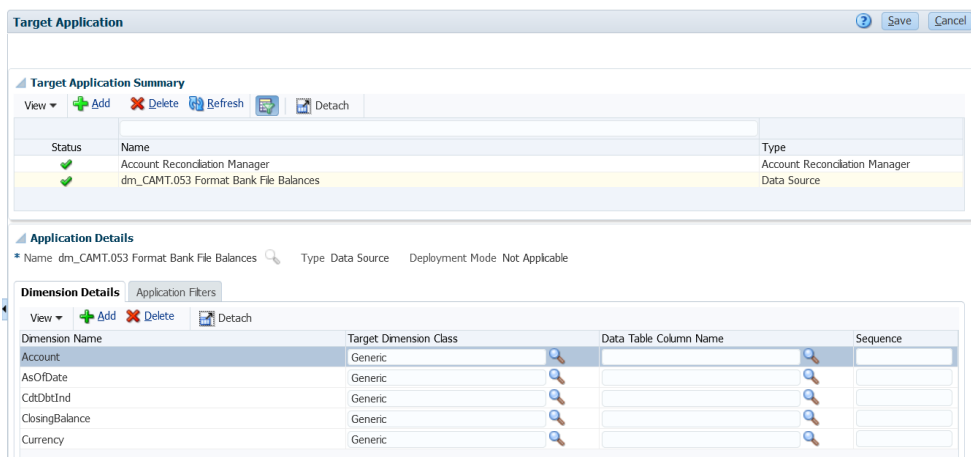 Target Application
? Save Cancel
Target Application Summary
View Add Delete Refresh Detach
Status Name Type
Account Reconciliation Manager Account Reconciliation Manager
dm_CAMT.053 Format Bank File Balances Data Source
Application Details
* Name dm_CAMT.053 Format Bank File Balances Type Data Source Deployment Mode Not Applicable
Dimension Details Application Filters
View Add Delete Detach
Dimension Name Target Dimension Class Data Table Column Name Sequence
Account Generic
AsOfDate Generic
CdtDbtInd Generic
ClosingBalance Generic
Currency Generic